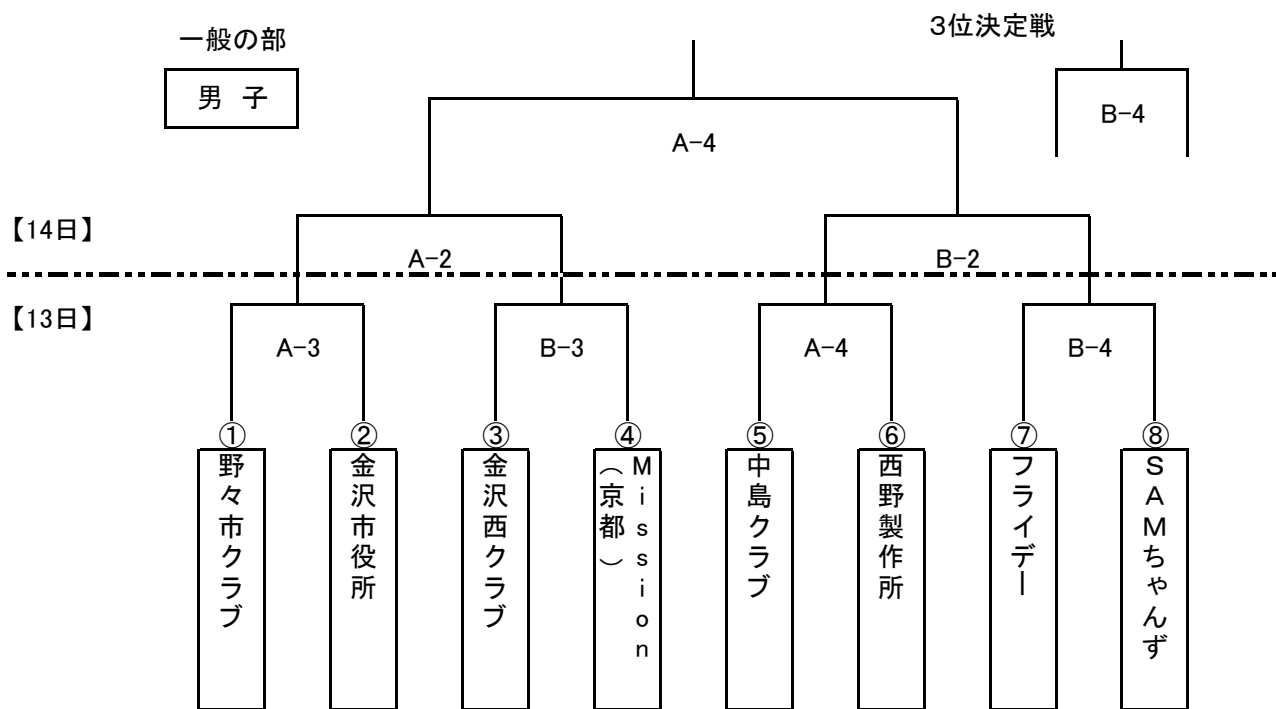 一般の部
3位決定戦
男 子
B-4
A-4
【14日】
A-2
B-2
【13日】
A-3
B-3
A-4
B-4
①
②
③
④
⑤
⑥
⑦
⑧
野々市クラブ
金沢市役所
金沢西クラブ
Mission
（京都）
中島クラブ
西野製作所
フライデー
SAMちゃんず